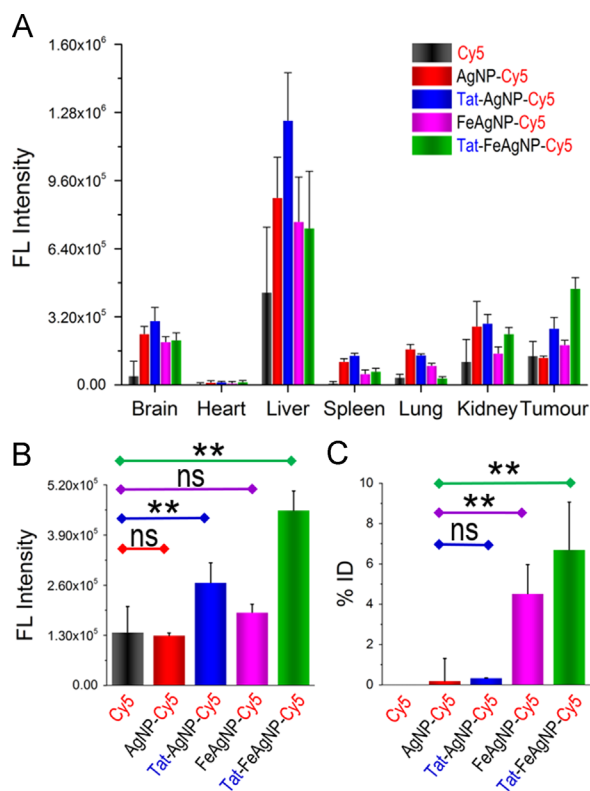 A
FL Intensity
1.60x10⁶
1.28x10⁶
9.60x10⁵
6.40x10⁵
3.20x10⁵
0.00
Cy5
AgNP-Cy5
Tat-AgNP-Cy5
FeAgNP-Cy5
Tat-FeAgNP-Cy5
Brain Heart Liver Spleen Lung Kidney Tumour
B
FL Intensity
5.20x10⁵
3.90x10⁵
2.60x10⁵
1.30x10⁵
0.00
**
ns
**
ns
Cy5
AgNP-Cy5
Tat-AgNP-Cy5
FeAgNP-Cy5
Tat-FeAgNP-Cy5
C
% ID
10
8
6
4
2
0
**
**
ns
Cy5
AgNP-Cy5
Tat-AgNP-Cy5
FeAgNP-Cy5
Tat-FeAgNP-Cy5